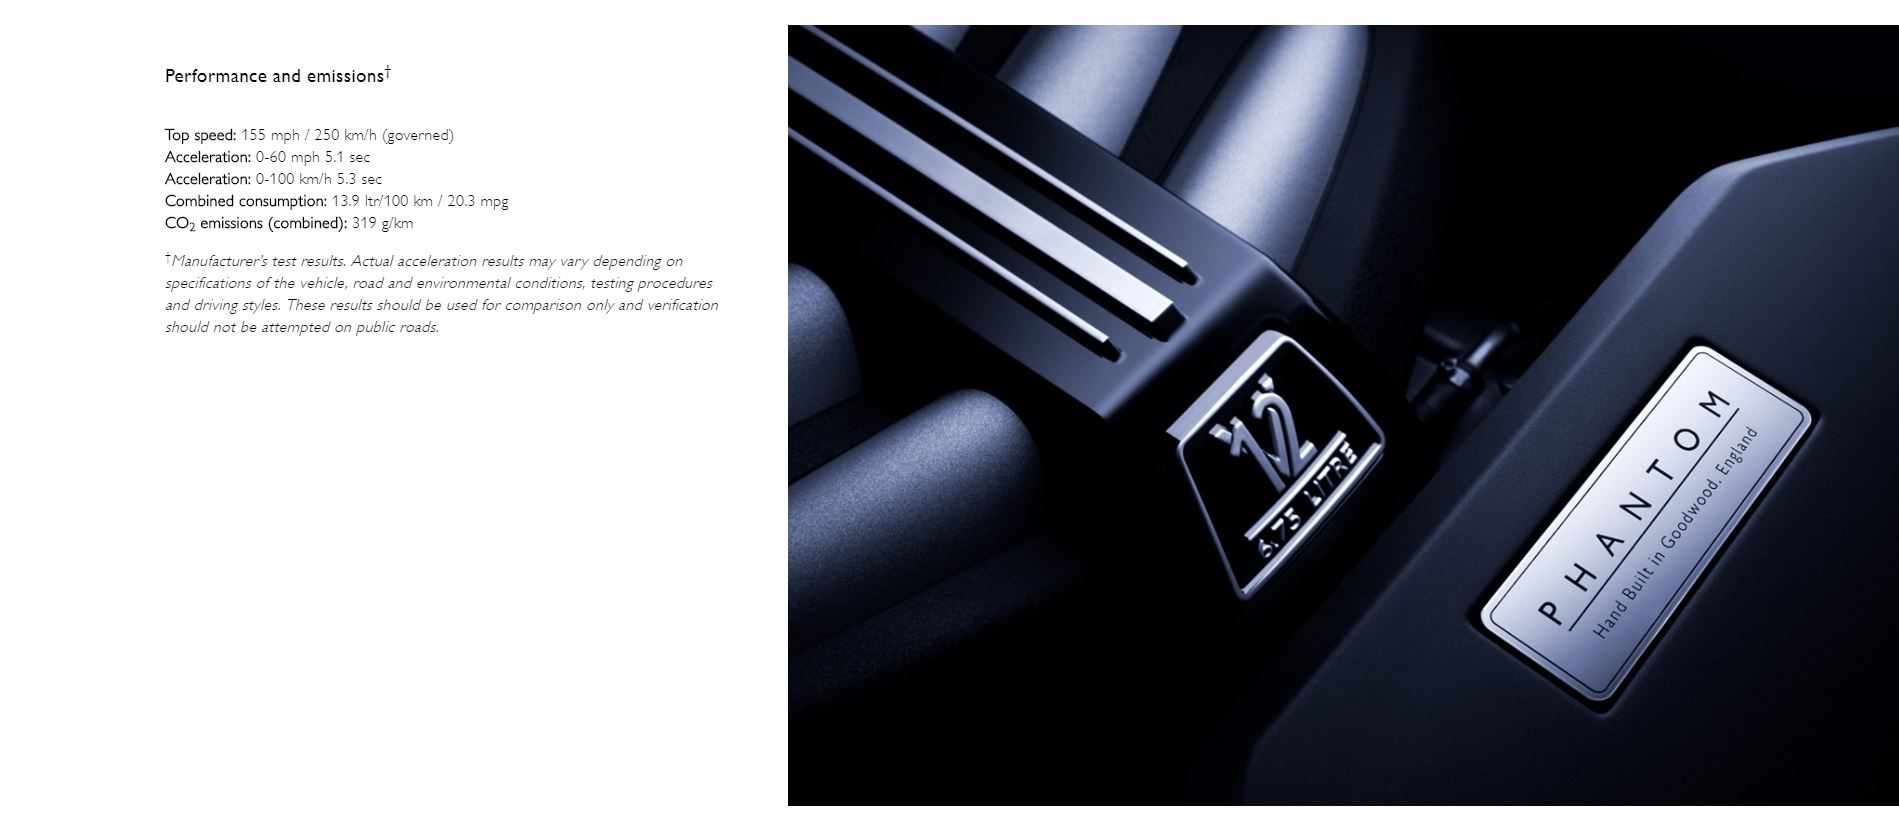 Performance and emissions†
Top speed: 155 mph / 250 km/h (governed)
Acceleration: 0-60 mph 5.1 sec
Acceleration: 0-100 km/h 5.3 sec
Combined consumption: 13.9 ltr/100 km / 20.3 mpg
CO₂ emissions (combined): 319 g/km
†Manufacturer's test results. Actual acceleration results may vary depending on
specifications of the vehicle, road and environmental conditions, testing procedures
and driving styles. These results should be used for comparison only and verification
should not be attempted on public roads.
V12
6.75 LITRE
PHANTOM
Hand Built in Goodwood. England